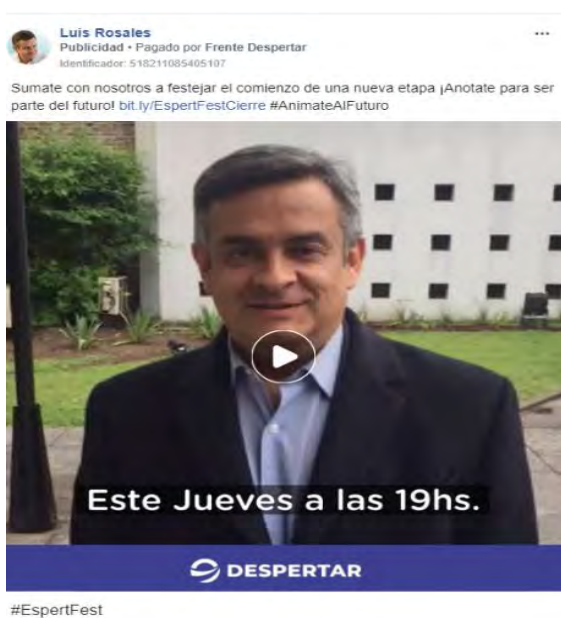 Luis Rosales
Publicidad • Pagado por Frente Despertar
Identificador: 518211085405107
Sumate con nosotros a festejar el comienzo de una nueva etapa ¡Anotate para ser
parte del futuro! bit.ly/EspertFestCierre #AnimateAlFuturo
Este Jueves a las 19hs.
DESPERTAR
#EspertFest